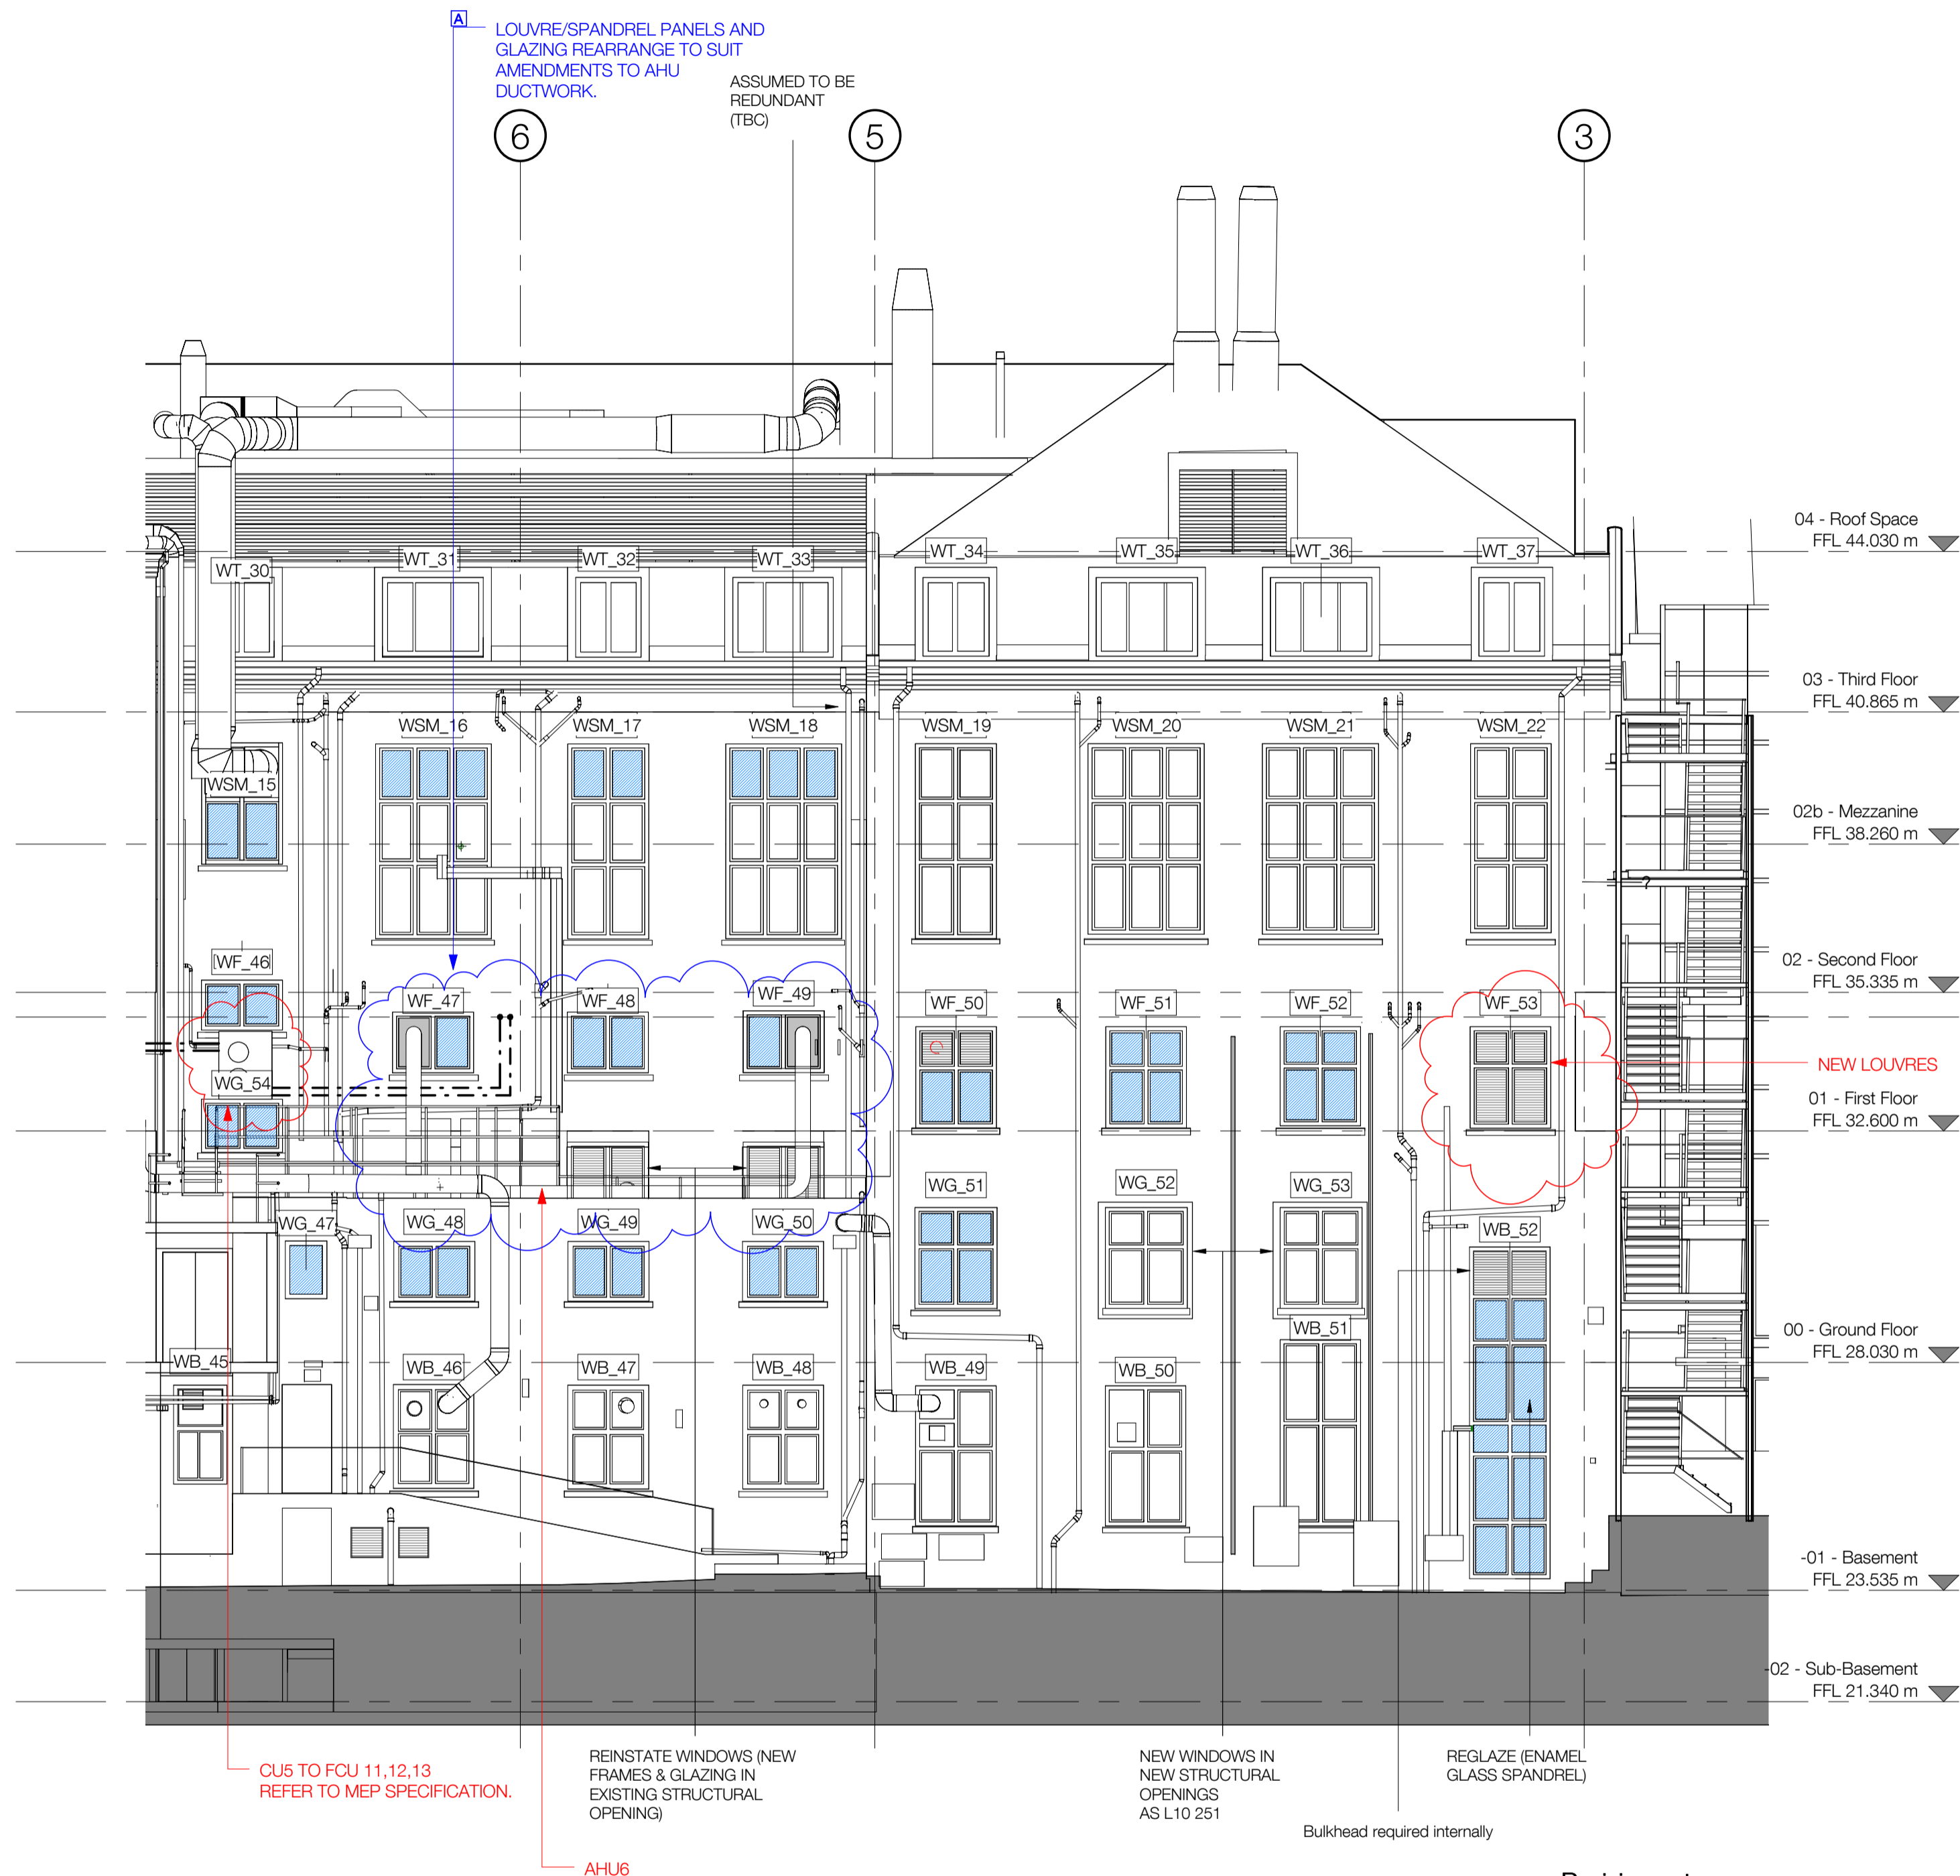 A
LOUVRE/SPANDREL PANELS AND
GLAZING REARRANGE TO SUIT
AMENDMENTS TO AHU
DUCTWORK.
ASSUMED TO BE
REDUNDANT
(TBC)
6
5
3
04 - Roof Space
FFL 44.030 m
WT_30
WT_31
WT_32
WT_33
WT_34
WT_35
WT_36
WT_37
03 - Third Floor
FFL 40.865 m
WSM_15
WSM_16
WSM_17
WSM_18
WSM_19
WSM_20
WSM_21
WSM_22
02b - Mezzanine
FFL 38.260 m
?
02 - Second Floor
FFL 35.335 m
WF_46
WF_47
WF_48
WF_49
WF_50
WF_51
WF_52
WF_53
NEW LOUVRES
WG_54
01 - First Floor
FFL 32.600 m
WG_47
WG_48
WG_49
WG_50
WG_51
WG_52
WG_53
WB_52
00 - Ground Floor
FFL 28.030 m
WB_45
WB_46
WB_47
WB_48
WB_49
WB_50
WB_51
-01 - Basement
FFL 23.535 m
-02 - Sub-Basement
FFL 21.340 m
CU5 TO FCU 11,12,13
REFER TO MEP SPECIFICATION.
REINSTATE WINDOWS (NEW
FRAMES & GLAZING IN
EXISTING STRUCTURAL
OPENING)
NEW WINDOWS IN
NEW STRUCTURAL
OPENINGS
AS L10 251
REGLAZE (ENAMEL
GLASS SPANDREL)
Bulkhead required internally
AHU6